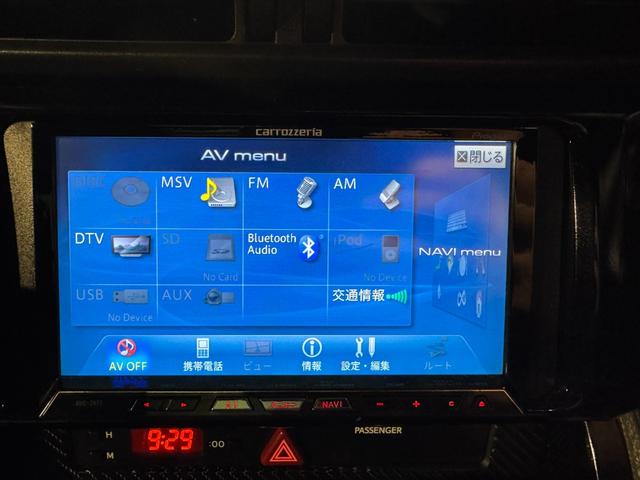 carrozzeria
AV menu
閉じる
DISC
MSV
FM
AM
DTV
SD
No Card
Bluetooth
Audio
iPod
No Device
NAVI menu
USB
No Device
AUX
交通情報
AV OFF
携帯電話
ビュー
情報
設定・編集
ルート
NAVI
H
M
9:29
:00
PASSENGER